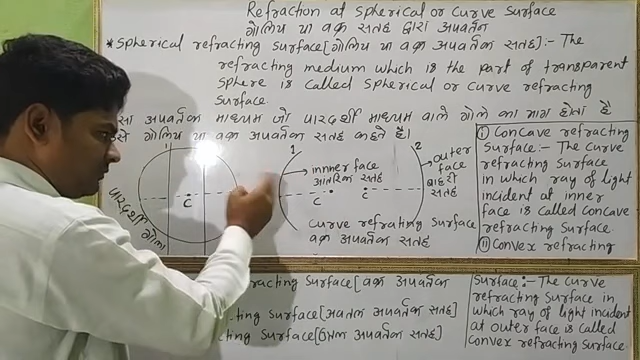 Refraction at spherical or curve surface
गोलिय या वक्र सतह द्वारा अपवर्तन
*Spherical refracting surface[गोलिय या वक्र अपवर्तक सतह]:- The
refracting medium which is the part of transparent
sphere is called spherical or curve refracting
surface.
सा अपवर्तक माध्यम जो पारदर्शी माध्यम वाले गोले का भाग होता है
उसे गोलिय या वक्र अपवर्तक सतह कहते हैं।
पारदर्शी गोला
C
1
innner face
आन्तरिक सतह
C
C
2
outer
face
बाहरी
सतह
curve refrating surface
वक्र अपवर्तक सतह
(i) Concave refracting
surface:- The curve
refracting surface
in which ray of light
incident at inner
face is called concave
refracting surface.
(ii) Convex refracting
racting surface[वक्र अपवर्तक
-ting surface [अवतल अपवर्तक सतह]
ting surface[उत्तल अपवर्तक सतह]
Surface:- The curve
refracting surface in
which ray of light incident
at outer face is called
convex refracting surface.